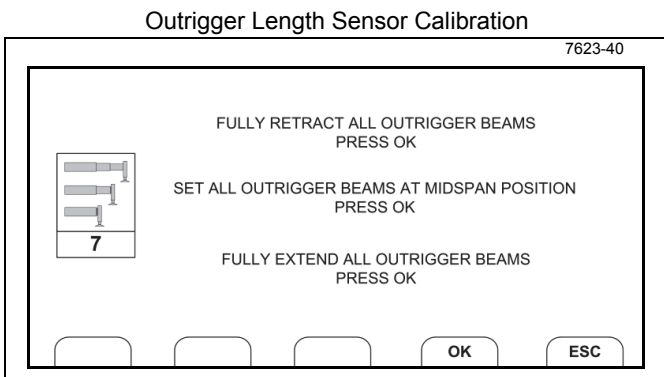 Outrigger Length Sensor Calibration
7623-40
FULLY RETRACT ALL OUTRIGGER BEAMS
PRESS OK
SET ALL OUTRIGGER BEAMS AT MIDSPAN POSITION
PRESS OK
7
FULLY EXTEND ALL OUTRIGGER BEAMS
PRESS OK
OK
ESC